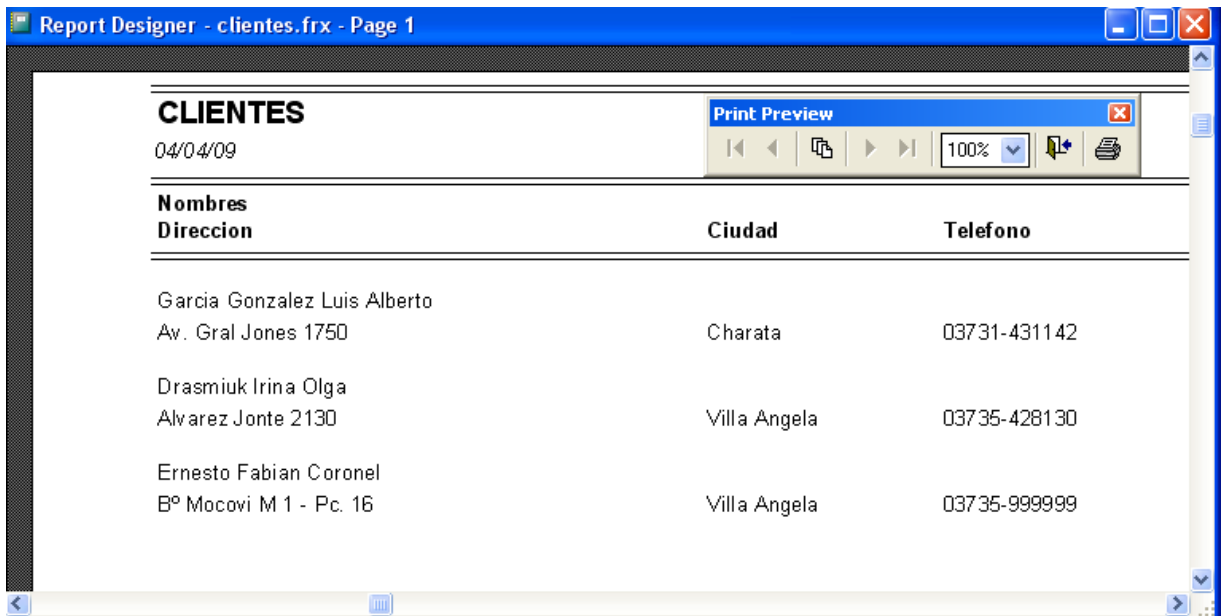 Report Designer - clientes.frx - Page 1
CLIENTES
04/04/09
Print Preview
100%
Nombres
Direccion Ciudad Telefono
Garcia Gonzalez Luis Alberto
Av. Gral Jones 1750 Charata 03731-431142
Drasmiuk Irina Olga
Alvarez Jonte 2130 Villa Angela 03735-428130
Ernesto Fabian Coronel
Bº Mocovi M 1 - Pc. 16 Villa Angela 03735-999999